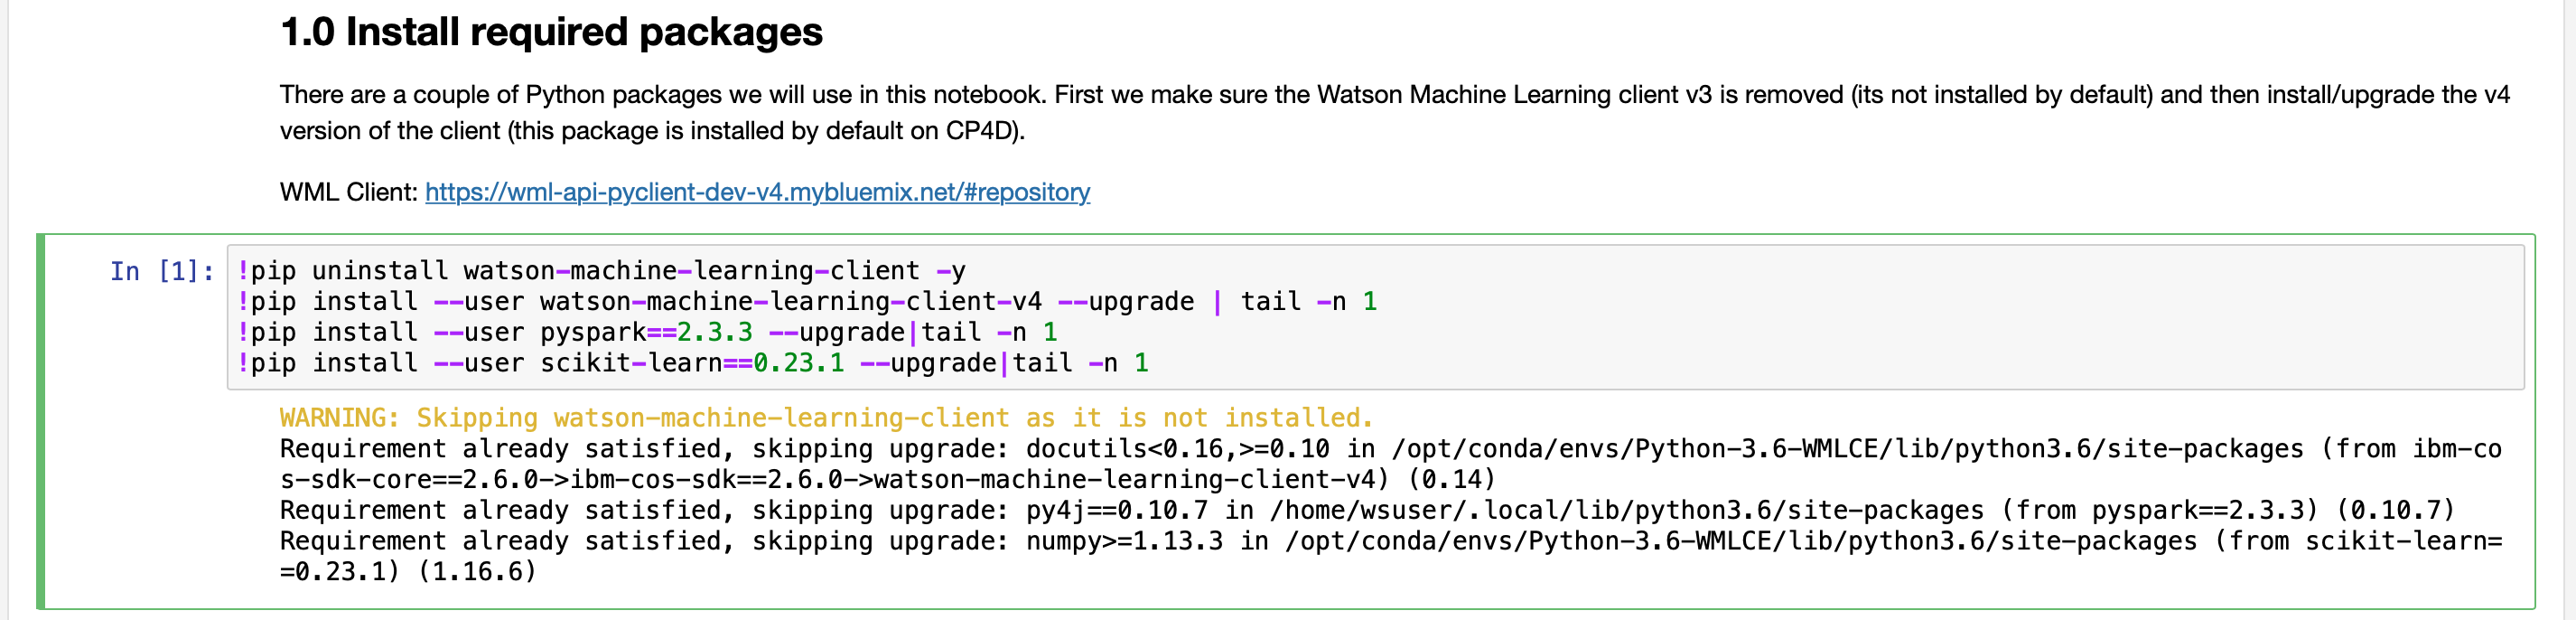 1.0 Install required packages
There are a couple of Python packages we will use in this notebook. First we make sure the Watson Machine Learning client v3 is removed (its not installed by default) and then install/upgrade the v4
version of the client (this package is installed by default on CP4D).
WML Client: https://wml-api-pyclient-dev-v4.mybluemix.net/#repository
In [1]: !pip uninstall watson-machine-learning-client -y
!pip install --user watson-machine-learning-client-v4 --upgrade | tail -n 1
!pip install --user pyspark==2.3.3 --upgrade|tail -n 1
!pip install --user scikit-learn==0.23.1 --upgrade|tail -n 1
WARNING: Skipping watson-machine-learning-client as it is not installed.
Requirement already satisfied, skipping upgrade: docutils<0.16,>=0.10 in /opt/conda/envs/Python-3.6-WMLCE/lib/python3.6/site-packages (from ibm-co
s-sdk-core==2.6.0->ibm-cos-sdk==2.6.0->watson-machine-learning-client-v4) (0.14)
Requirement already satisfied, skipping upgrade: py4j==0.10.7 in /home/wsuser/.local/lib/python3.6/site-packages (from pyspark==2.3.3) (0.10.7)
Requirement already satisfied, skipping upgrade: numpy>=1.13.3 in /opt/conda/envs/Python-3.6-WMLCE/lib/python3.6/site-packages (from scikit-learn=
=0.23.1) (1.16.6)